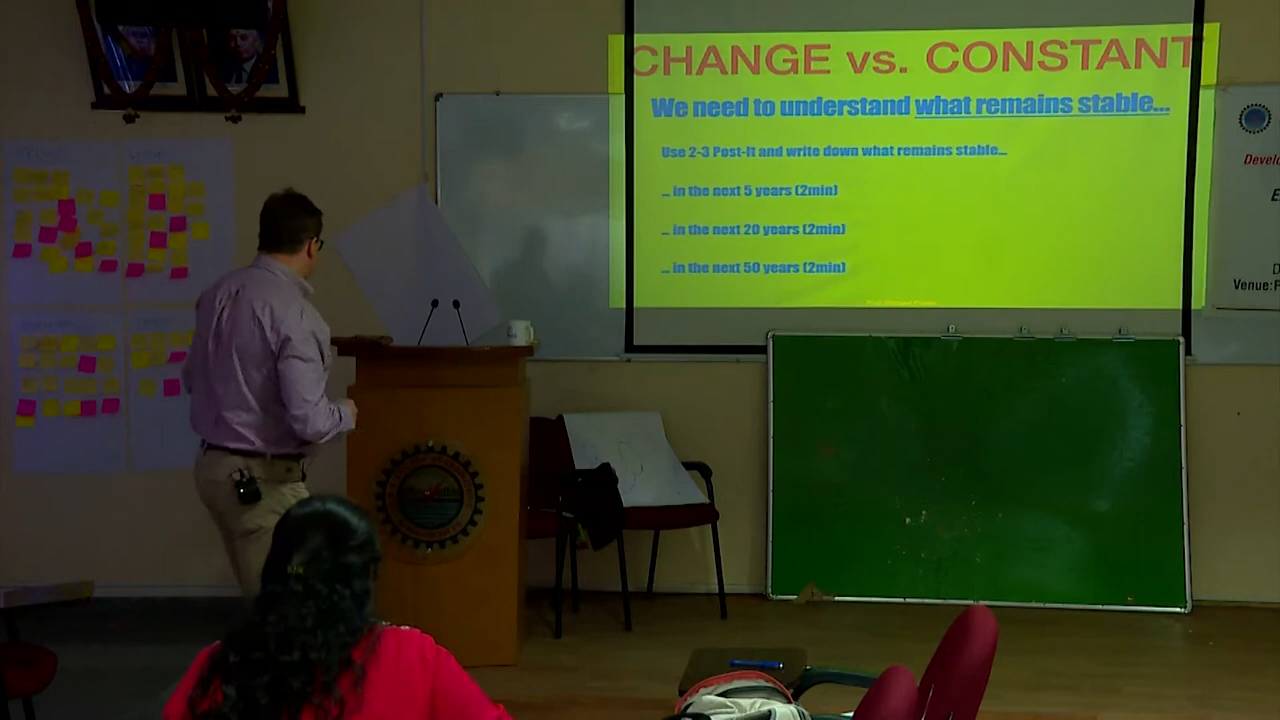 CHANGE vs. CONSTANT
We need to understand what remains stable...
Use 2-3 Post-It and write down what remains stable...
... in the next 5 years (2min)
... in the next 20 years (2min)
... in the next 50 years (2min)
Develo
E
D
Venue:P